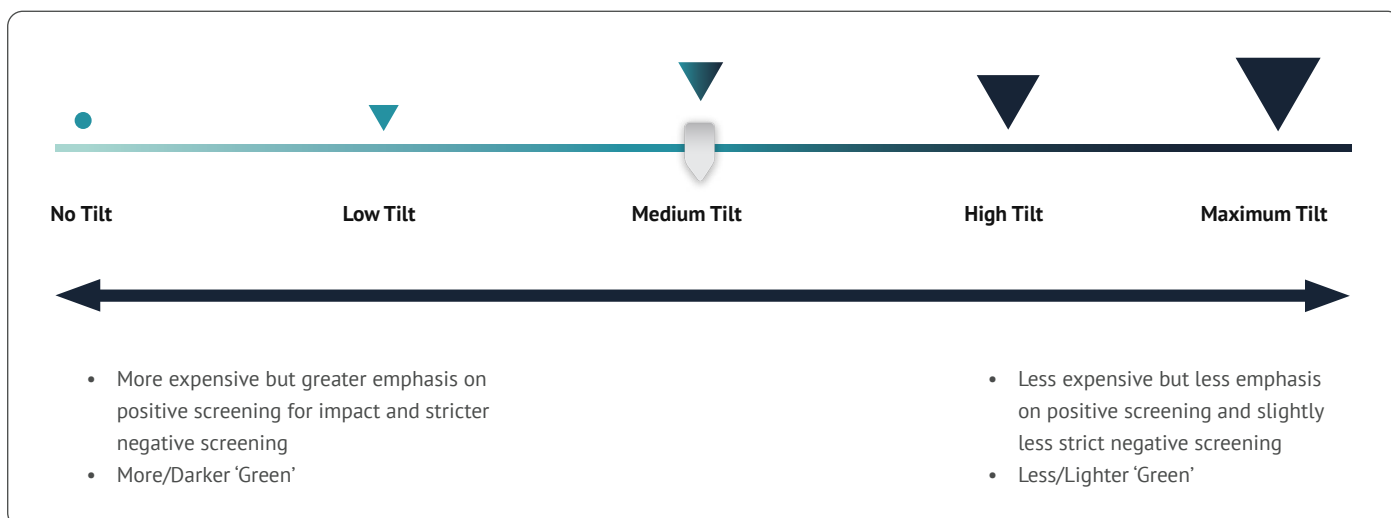 No Tilt
Low Tilt
Medium Tilt
High Tilt
Maximum Tilt
• More expensive but greater emphasis on
positive screening for impact and stricter
negative screening
• More/Darker ‘Green’
• Less expensive but less emphasis
on positive screening and slightly
less strict negative screening
• Less/Lighter ‘Green’